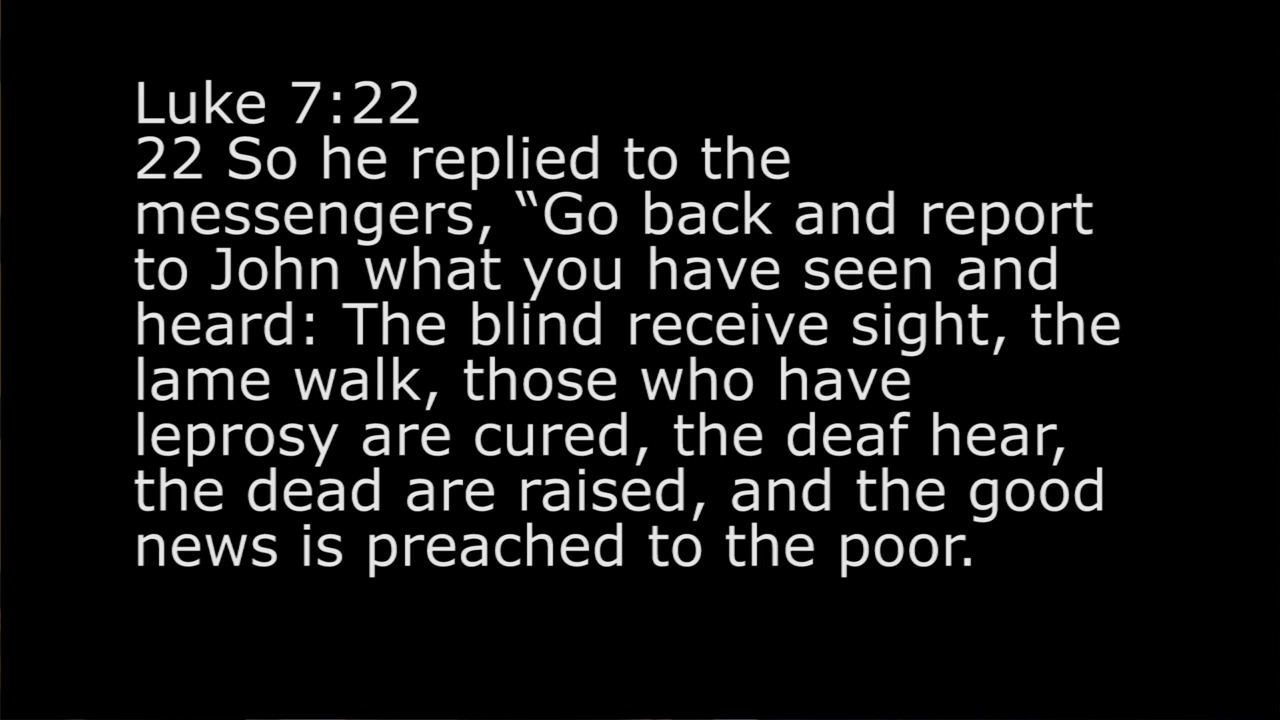 Luke 7:22
22 So he replied to the
messengers, “Go back and report
to John what you have seen and
heard: The blind receive sight, the
lame walk, those who have
leprosy are cured, the deaf hear,
the dead are raised, and the good
news is preached to the poor.